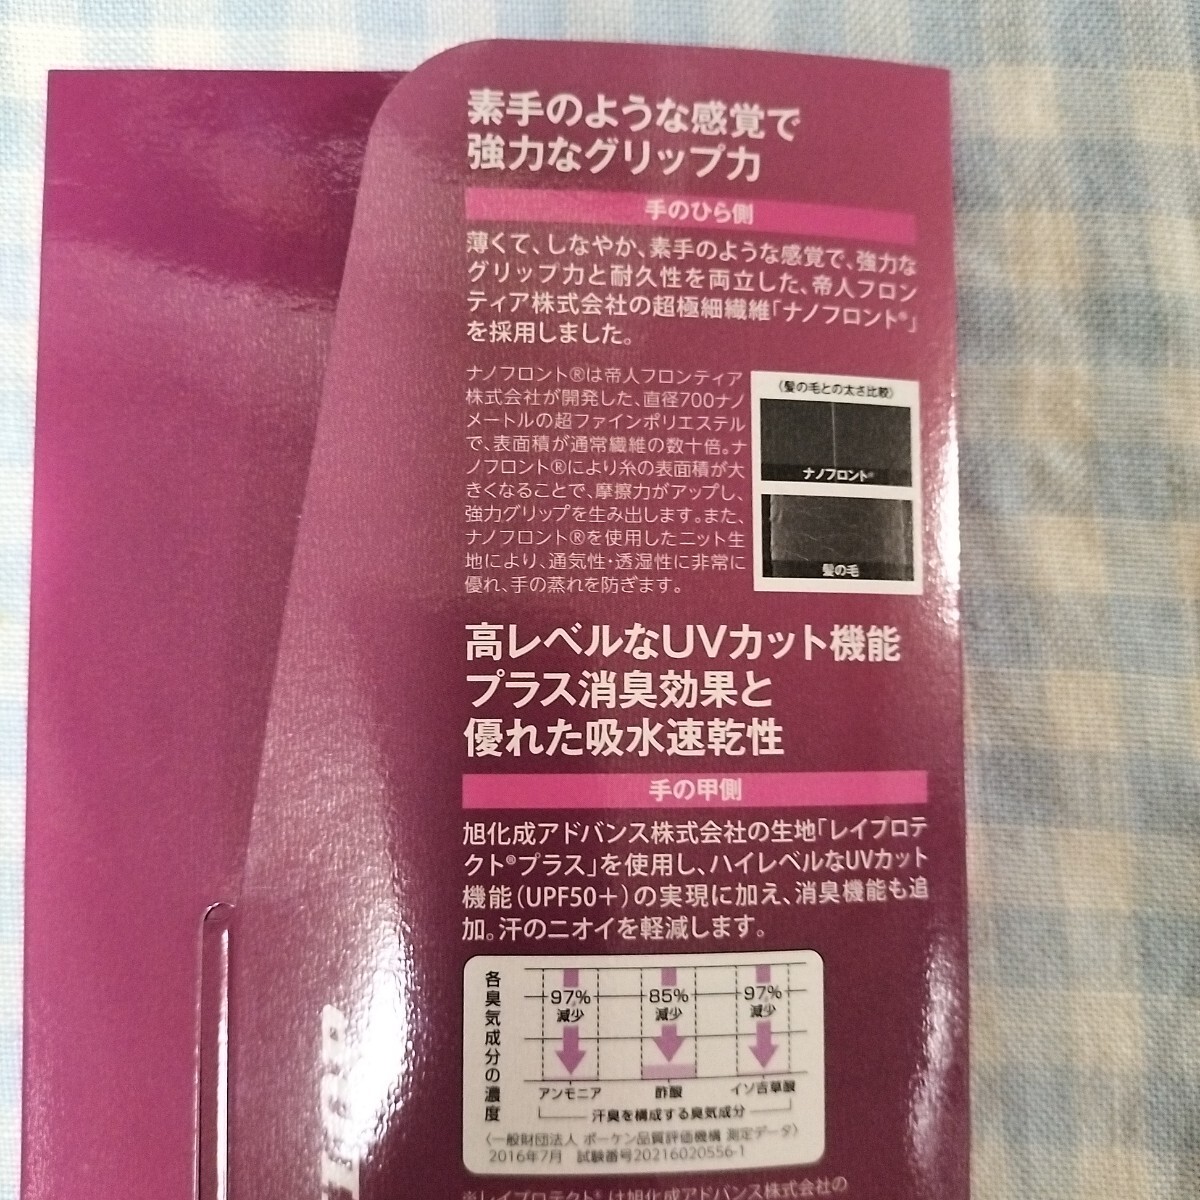 素手のような感覚で
強力なグリップ力
手のひら側
薄くて、しなやか、素手のような感覚で、強力な
グリップ力と耐久性を両立した、帝人フロン
ティア株式会社の超極細繊維「ナノフロント®」
を採用しました。
ナノフロント®は帝人フロンティア
株式会社が開発した、直径700ナノ
メートルの超ファインポリエステル
で、表面積が通常繊維の数十倍。ナ
ノフロント®により糸の表面積が大
きくなることで、摩擦力がアップし、
強力グリップを生み出します。また、
ナノフロント®を使用したニット生
地により、通気性・透湿性に非常に
優れ、手の蒸れを防ぎます。
〈髪の毛との太さ比較〉
ナノフロント®
髪の毛
高レベルなUVカット機能
プラス消臭効果と
優れた吸水速乾性
手の甲側
旭化成アドバンス株式会社の生地「レイプロテ
クト®プラス」を使用し、ハイレベルなUVカット
機能(UPF50+)の実現に加え、消臭機能も追
加。汗のニオイを軽減します。
各臭気成分の濃度
97% 85% 97%
減少 減少 減少
アンモニア 酢酸 イソ吉草酸
汗臭を構成する臭気成分
〈一般財団法人 ボーケン品質評価機構 測定データ〉
2016年7月 試験番号20216020556-1
※レイプロテクト®は旭化成アドバンス株式会社の